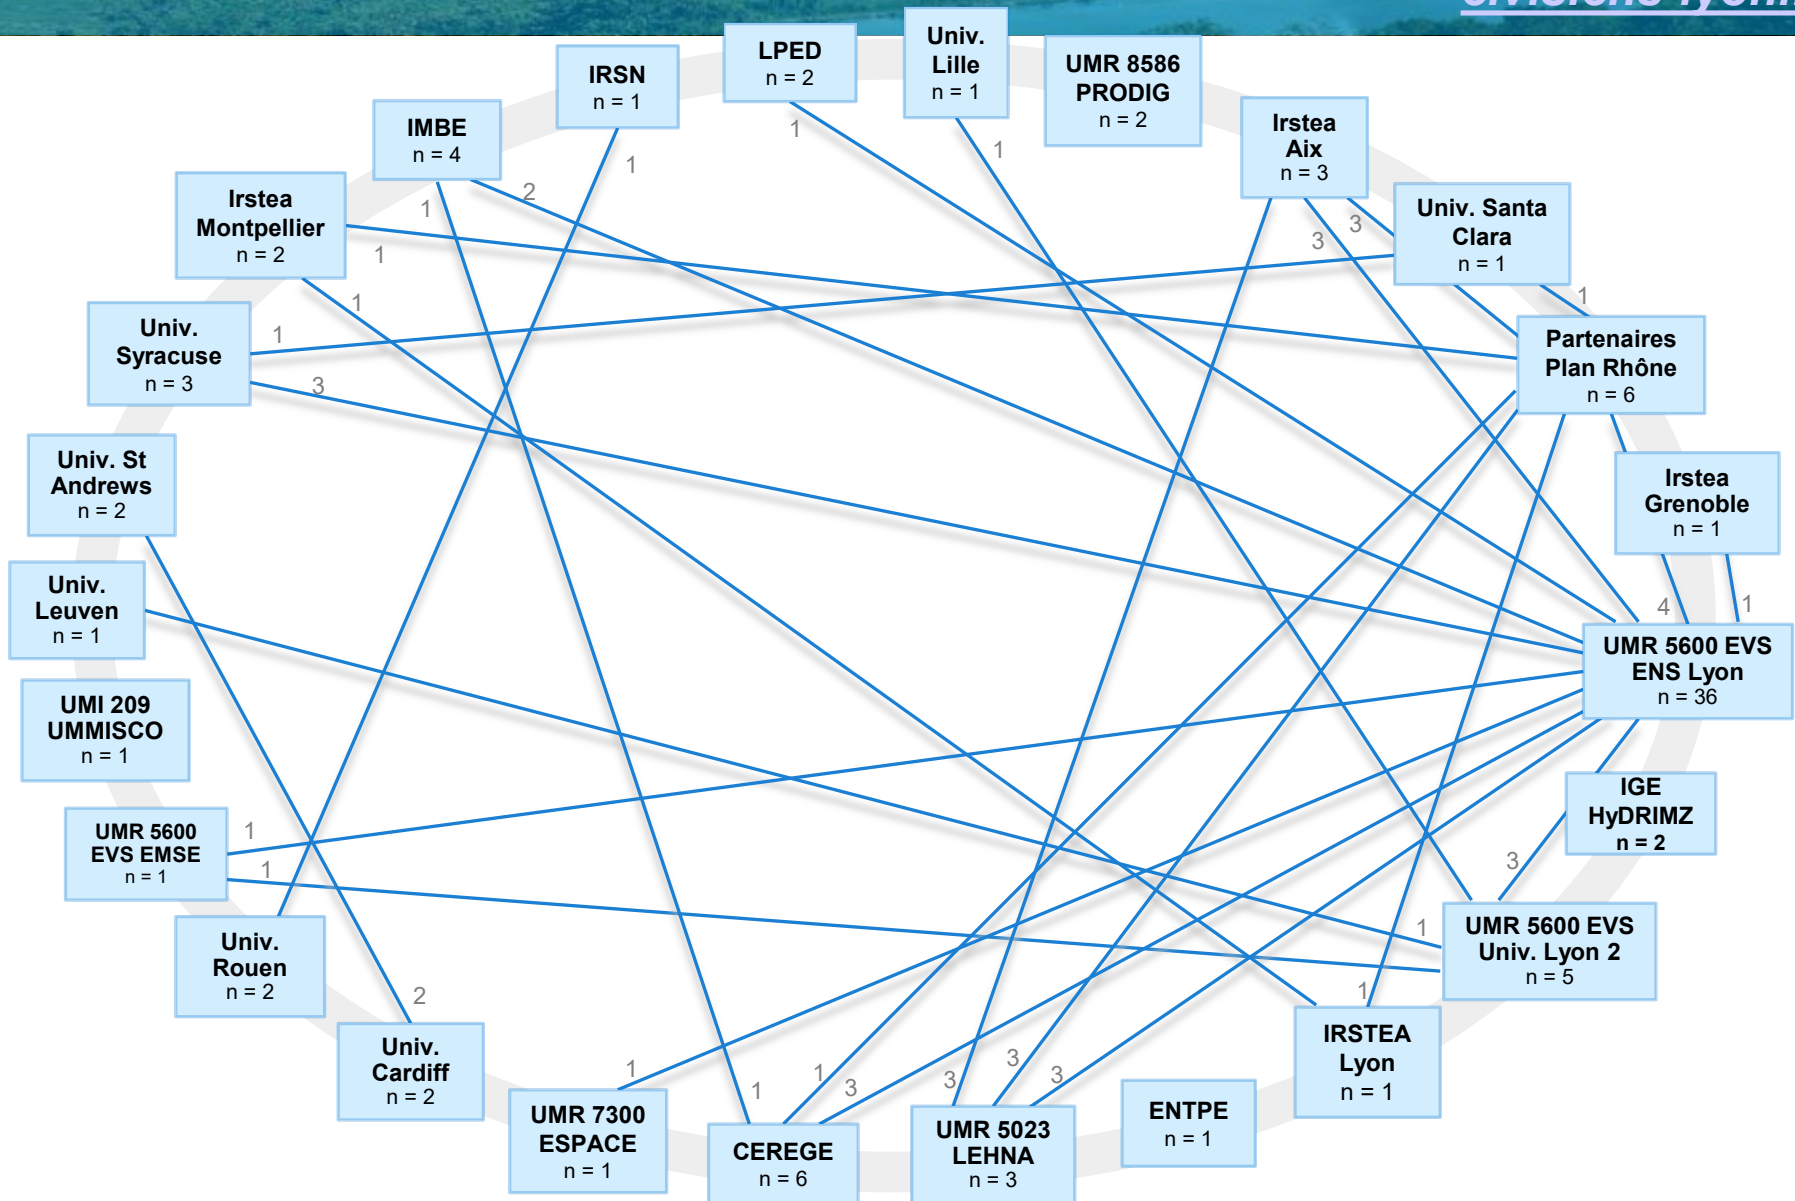 LPED
n = 2
Univ.
Lille
n = 1
UMR 8586
PRODIG
n = 2
IRSN
n = 1
Irstea
Aix
n = 3
IMBE
n = 4
1
1
1
2
1
Irstea
Montpellier
n = 2
Univ. Santa
Clara
n = 1
3
3
1
1
1
Univ.
Syracuse
n = 3
1
3
Partenaires
Plan Rhône
n = 6
1
Univ. St
Andrews
n = 2
Irstea
Grenoble
n = 1
Univ.
Leuven
n = 1
4
1
UMR 5600 EVS
ENS Lyon
n = 36
UMI 209
UMMISCO
n = 1
IGE
HyDRIMZ
n = 2
UMR 5600
EVS EMSE
n = 1
1
1
3
UMR 5600 EVS
Univ. Lyon 2
n = 5
1
Univ.
Rouen
n = 2
2
1
IRSTEA
Lyon
n = 1
Univ.
Cardiff
n = 2
1
1
1
3
3
3
3
UMR 7300
ESPACE
n = 1
CEREGE
n = 6
UMR 5023
LEHNA
n = 3
ENTPE
n = 1